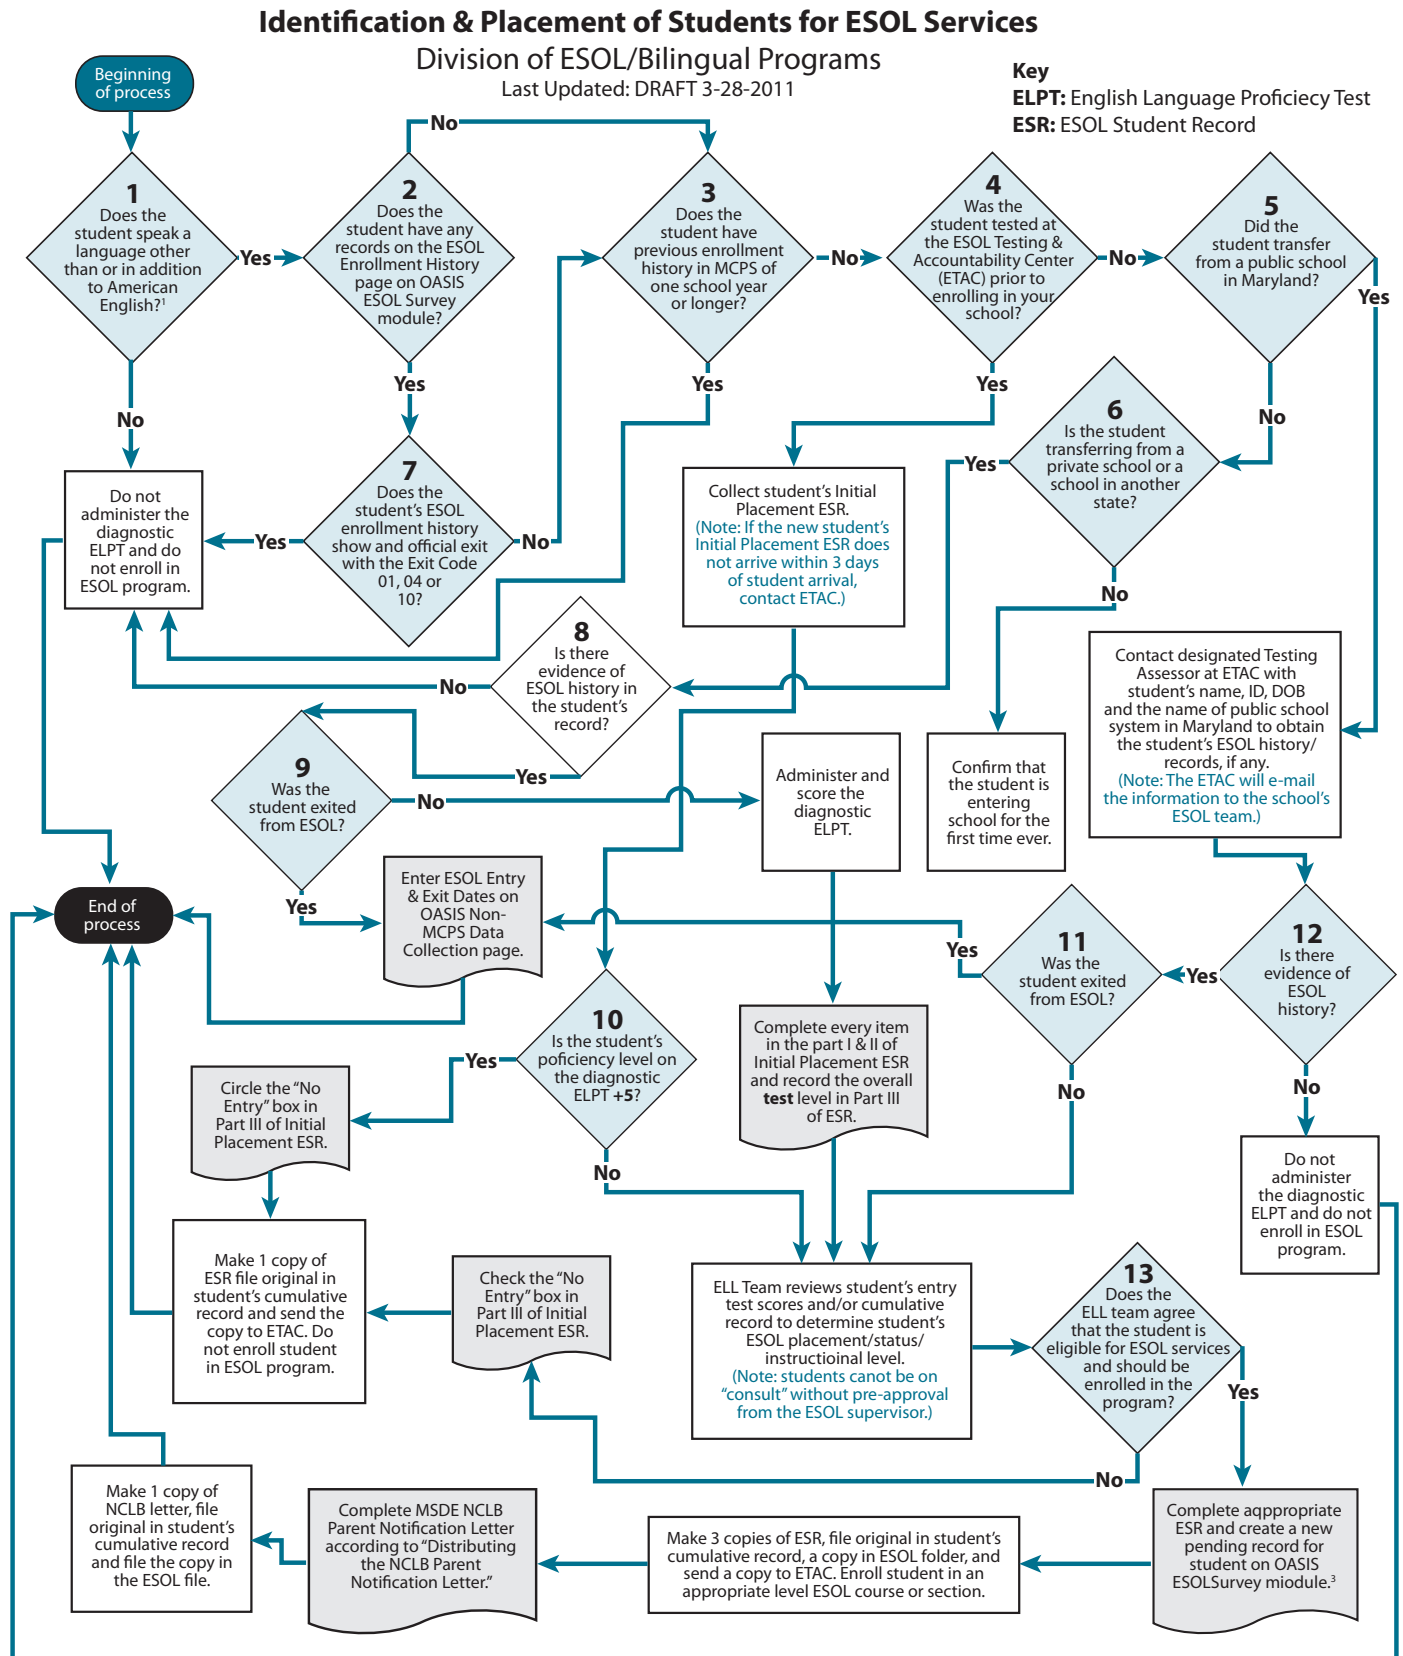 Identification & Placement of Students for ESOL Services
Division of ESOL/Bilingual Programs
Last Updated: DRAFT 3-28-2011
Key
ELPT: English Language Proficiecy Test
ESR: ESOL Student Record
Beginning
of process
1
Does the
student speak a
language other
than or in addition
to American
English?¹
Yes
No
2
Does the
student have any
records on the ESOL
Enrollment History
page on OASIS
ESOL Survey
module?
No
Yes
3
Does the
student have
previous enrollment
history in MCPS of
one school year
or longer?
No
Yes
4
Was the
student tested at
the ESOL Testing &
Accountability Center
(ETAC) prior to
enrolling in your
school?
No
Yes
5
Did the
student transfer
from a public school
in Maryland?
Yes
No
6
Is the student
transferring from a
private school or a
school in another
state?
Yes
No
7
Does the
student's ESOL
enrollment history
show and official exit
with the Exit Code
01, 04 or
10?
Yes
No
Do not
administer the
diagnostic
ELPT and do
not enroll in
ESOL program.
Collect student's Initial
Placement ESR.
(Note: If the new student's
Initial Placement ESR does
not arrive within 3 days
of student arrival,
contact ETAC.)
8
Is there
evidence of
ESOL history in
the student's
record?
No
Yes
Contact designated Testing
Assessor at ETAC with
student's name, ID, DOB
and the name of public school
system in Maryland to obtain
the student's ESOL history/
records, if any.
(Note: The ETAC will e-mail
the information to the school's
ESOL team.)
9
Was the
student exited
from ESOL?
No
Yes
Administer and
score the
diagnostic
ELPT.
Confirm that
the student is
entering
school for the
first time ever.
Enter ESOL Entry
& Exit Dates on
OASIS Non-
MCPS Data
Collection page.
End of
process
10
Is the student's
poficiency level on
the diagnostic
ELPT +5?
Yes
No
11
Was the
student exited
from ESOL?
Yes
No
12
Is there
evidence of
ESOL
history?
Yes
No
Complete every item
in the part I & II of
Initial Placement ESR
and record the overall
test level in Part III
of ESR.
Circle the "No
Entry" box in
Part III of Initial
Placement ESR.
Do not
administer
the diagnostic
ELPT and do not
enroll in ESOL
program.
Make 1 copy of
ESR file original in
student's cumulative
record and send the
copy to ETAC. Do
not enroll student
in ESOL program.
Check the "No
Entry" box in
Part III of Initial
Placement ESR.
ELL Team reviews student's entry
test scores and/or cumulative
record to determine student's
ESOL placement/status/
instructioinal level.
(Note: students canot be on
"consult" without pre-approval
from the ESOL supervisor.)
13
Does the
ELL team agree
that the student is
eligible for ESOL services
and should be
enrolled in the
program?
Yes
No
Make 1 copy of
NCLB letter, file
original in student's
cumulative record
and file the copy in
the ESOL file.
Complete MSDE NCLB
Parent Notification Letter
according to "Distributing
the NCLB Parent
Notification Letter."
Make 3 copies of ESR, file original in student's
cumulative record, a copy in ESOL folder, and
send a copy to ETAC. Enroll student in an
appropriate level ESOL course or section.
Complete aqppropriate
ESR and create a new
pending record for
student on OASIS
ESOLSurvey miodule.³